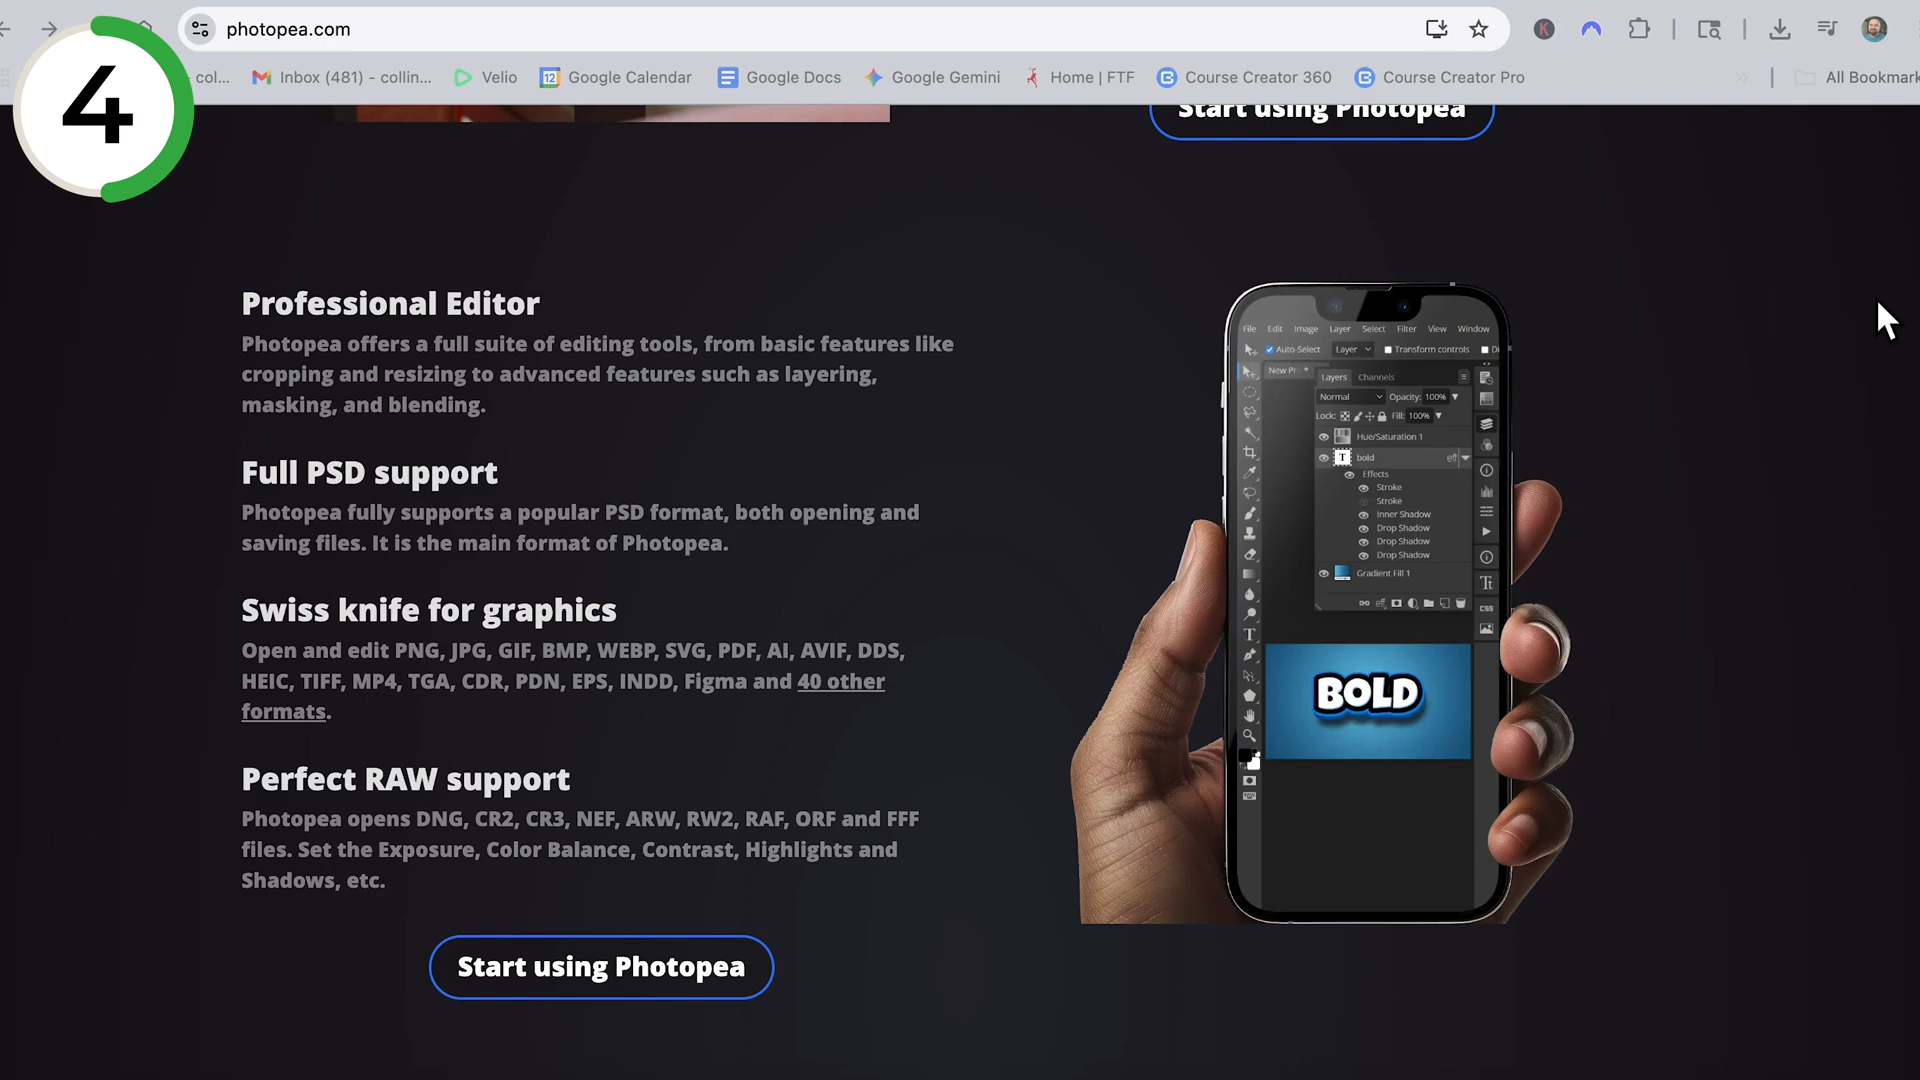 4
photopea.com
col...
Inbox (481) - collin...
Velio
12
Google Calendar
Google Docs
Google Gemini
Home | FTF
Course Creator 360
Course Creator Pro
All Bookmark
K
Start using Photopea
Professional Editor
Photopea offers a full suite of editing tools, from basic features like
cropping and resizing to advanced features such as layering,
masking, and blending.
Full PSD support
Photopea fully supports a popular PSD format, both opening and
saving files. It is the main format of Photopea.
Swiss knife for graphics
Open and edit PNG, JPG, GIF, BMP, WEBP, SVG, PDF, AI, AVIF, DDS,
HEIC, TIFF, MP4, TGA, CDR, PDN, EPS, INDD, Figma and 40 other
formats.
Perfect RAW support
Photopea opens DNG, CR2, CR3, NEF, ARW, RW2, RAF, ORF and FFF
files. Set the Exposure, Color Balance, Contrast, Highlights and
Shadows, etc.
Start using Photopea
File Edit Image Layer Select Filter View Window
Auto-Select Layer Transform controls Di
New Pr *
Layers Channels
Normal Opacity: 100%
Lock: Fill: 100%
Hue/Saturation 1
T bold eff
Effects
Stroke
Stroke
Inner Shadow
Drop Shadow
Drop Shadow
Drop Shadow
Gradient Fill 1
eff
Tt
CSS
T
BOLD